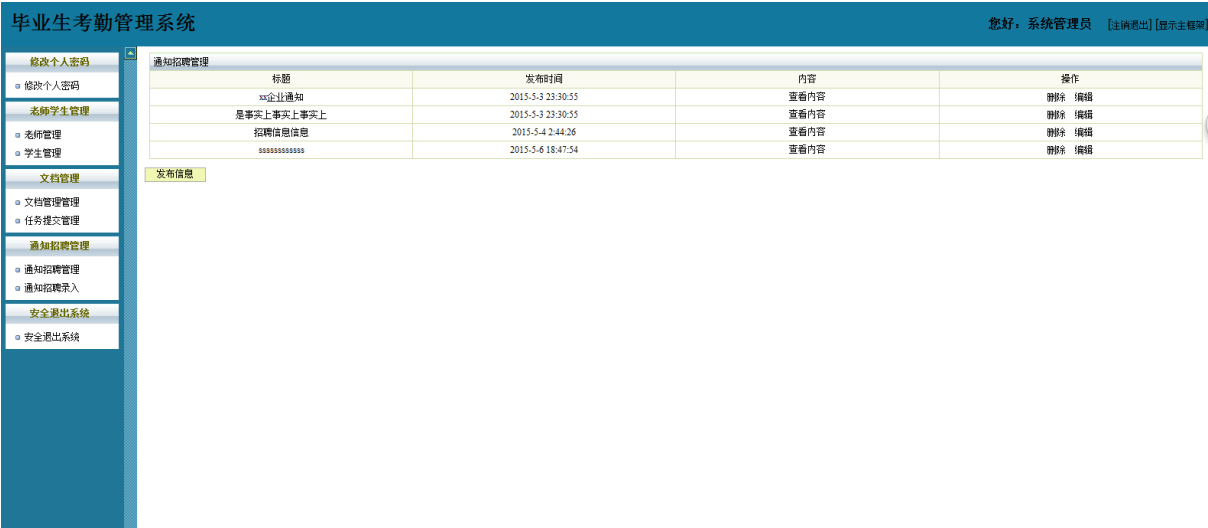 毕业生考勤管理系统
您好：系统管理员 [注销退出] [显示主框架]
修改个人密码
修改个人密码
老师学生管理
老师管理
学生管理
文档管理
文档管理管理
任务提交管理
通知招聘管理
通知招聘管理
通知招聘录入
安全退出系统
安全退出系统
通知招聘管理
标题 发布时间 内容 操作
xx企业通知 2015-5-3 23:30:55 查看内容 删除 编辑
是事实上事实上事实上 2015-5-3 23:30:55 查看内容 删除 编辑
招聘信息信息 2015-5-4 2:44:26 查看内容 删除 编辑
ssssssssssss 2015-5-6 18:47:54 查看内容 删除 编辑
发布信息